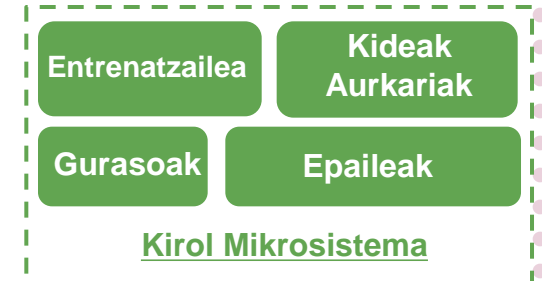 Entrenatzailea
Kideak
Aurkariak
Gurasoak
Epaileak
Kirol Mikrosistema